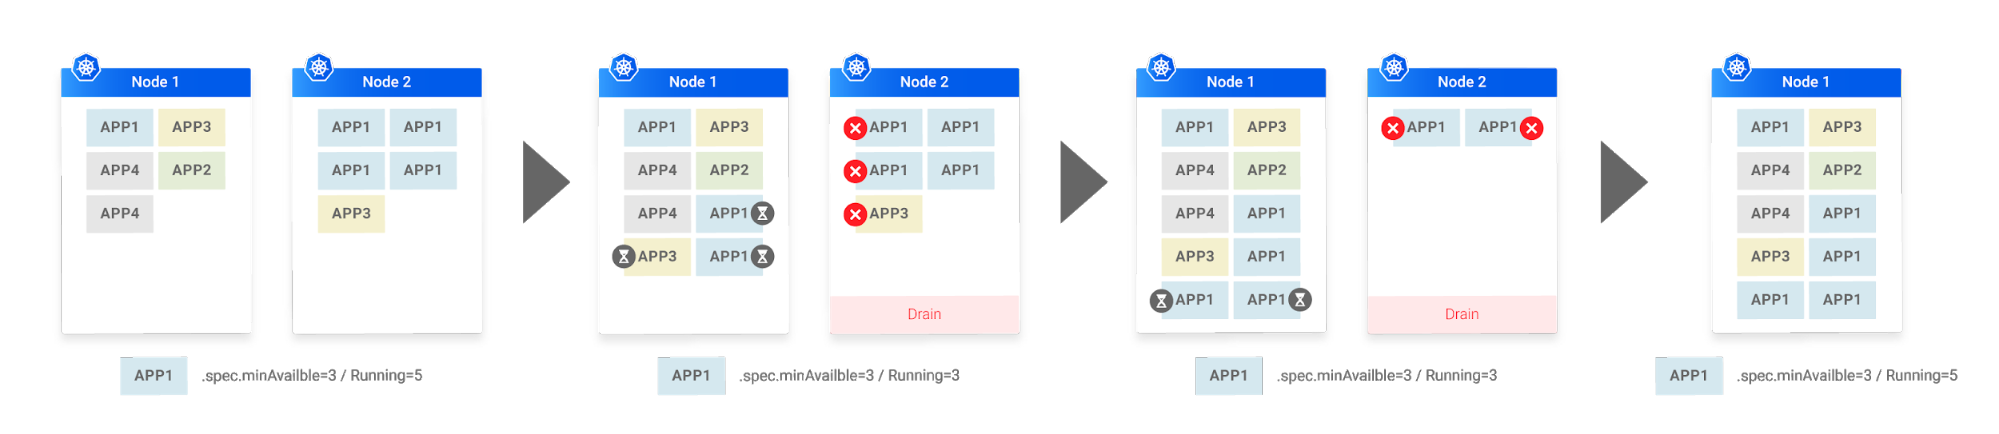 Node 1
APP1 APP3
APP4 APP2
APP4
Node 2
APP1 APP1
APP1 APP1
APP3
APP1 .spec.minAvailble=3 / Running=5
Node 1
APP1 APP3
APP4 APP2
APP4 APP1
APP3 APP1
Node 2
APP1 APP1
APP1 APP1
APP3
Drain
APP1 .spec.minAvailble=3 / Running=3
Node 1
APP1 APP3
APP4 APP2
APP4 APP1
APP3 APP1
APP1 APP1
Node 2
APP1 APP1
Drain
APP1 .spec.minAvailble=3 / Running=3
Node 1
APP1 APP3
APP4 APP2
APP4 APP1
APP3 APP1
APP1 APP1
APP1 .spec.minAvailble=3 / Running=5